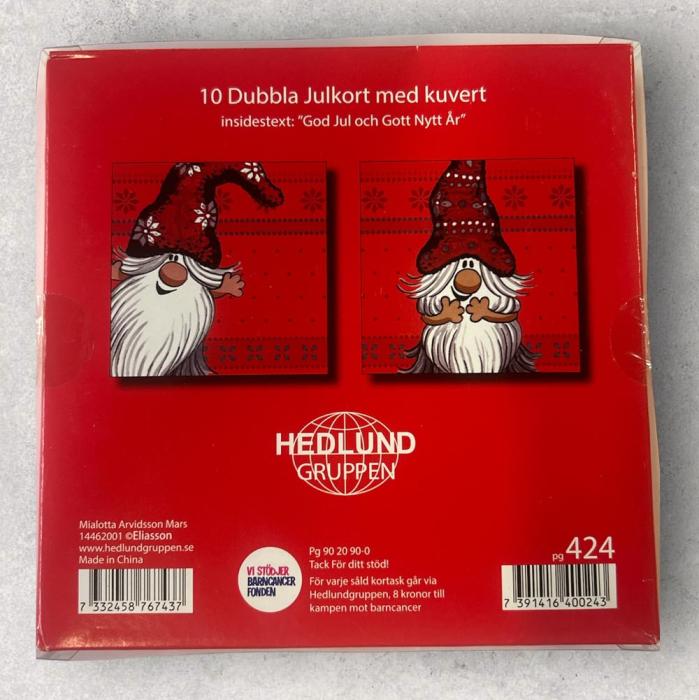 10 Dubbla Julkort med kuvert
insidestext: "God Jul och Gott Nytt År"
HEDLUND
GRUPPEN
Mialotta Arvidsson Mars
14462001 ©Eliasson
www.hedlundgruppen.se
Made in China
7 332458 767437
VI STÖDJER
BARNCANCER
FONDEN
Pg 90 20 90-0
Tack För ditt stöd!
För varje såld kortask går via
Hedlundgruppen, 8 kronor till
kampen mot barncancer
pg 424
7 391416 400243